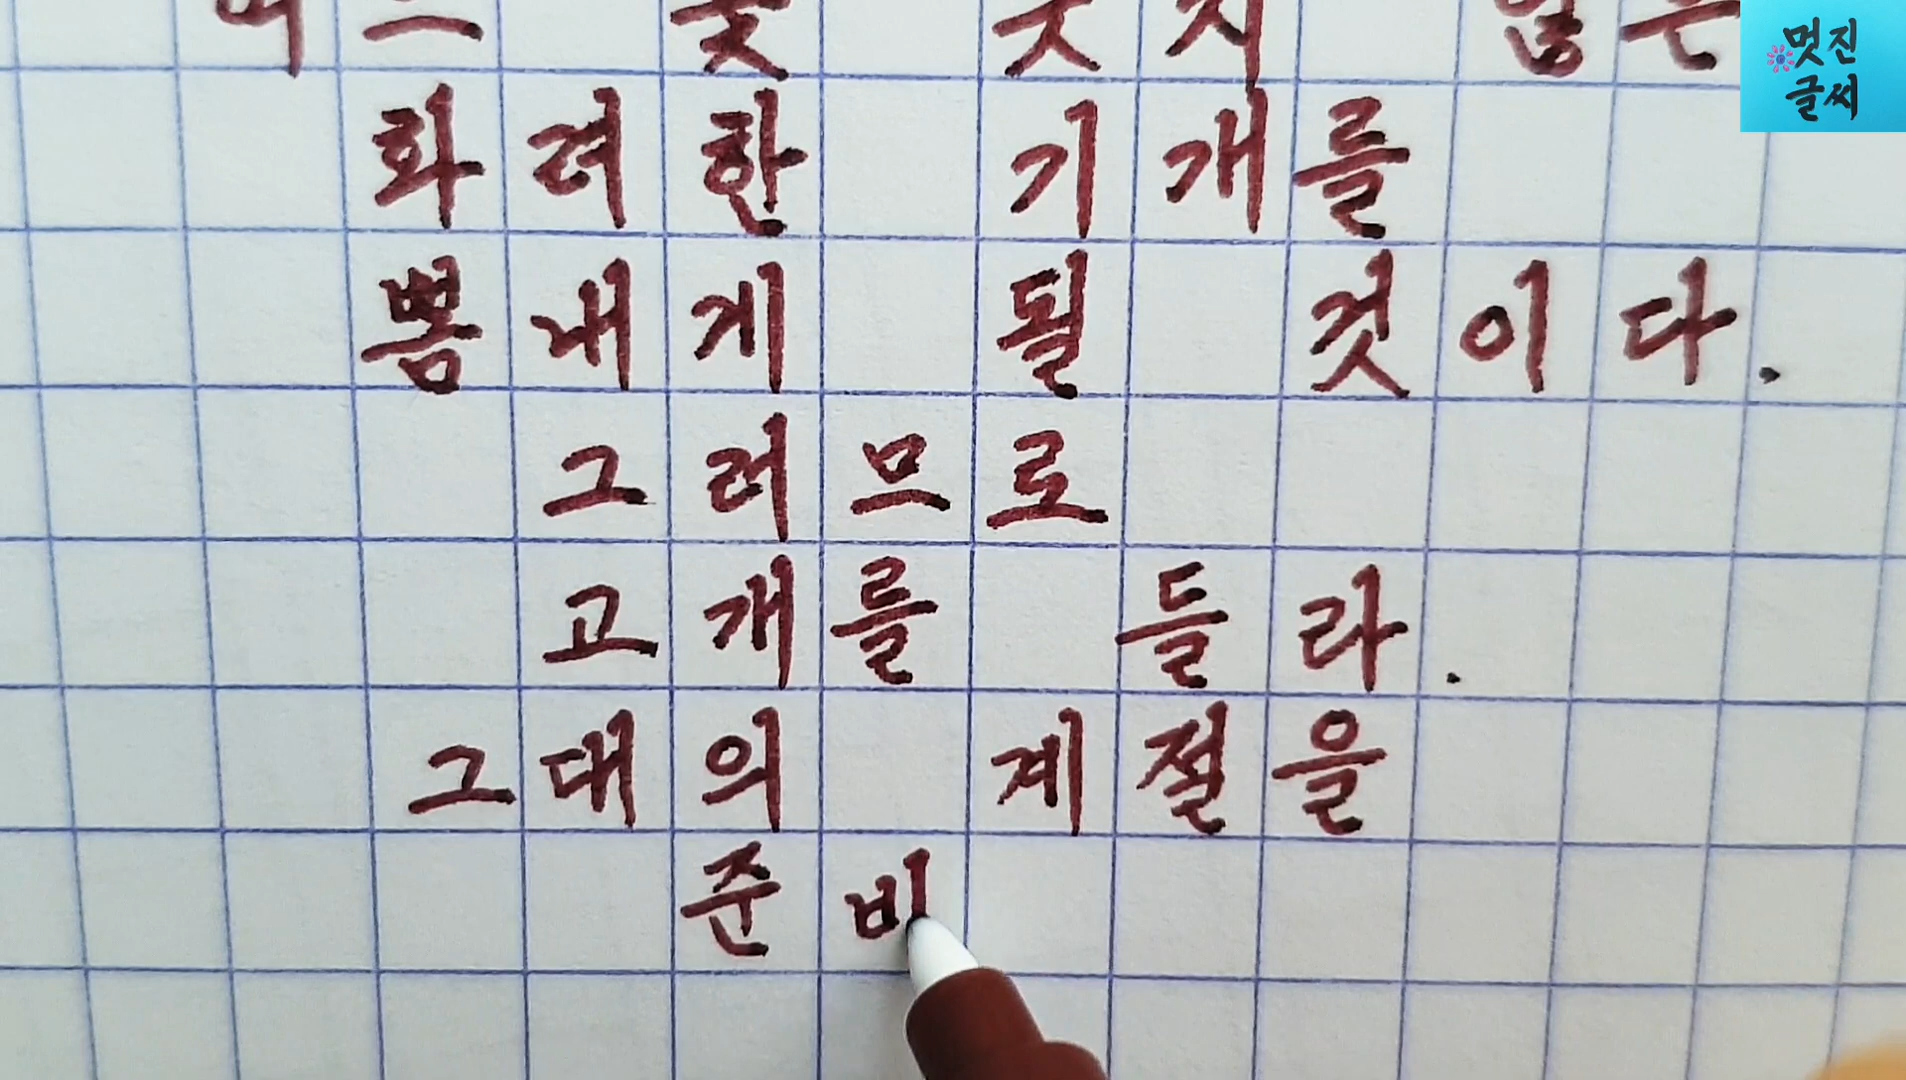 화려한 기개를
뽐내게 될 것이다.
그러므로
고개를 들라.
그대의 계절을
준비
멋진
글씨